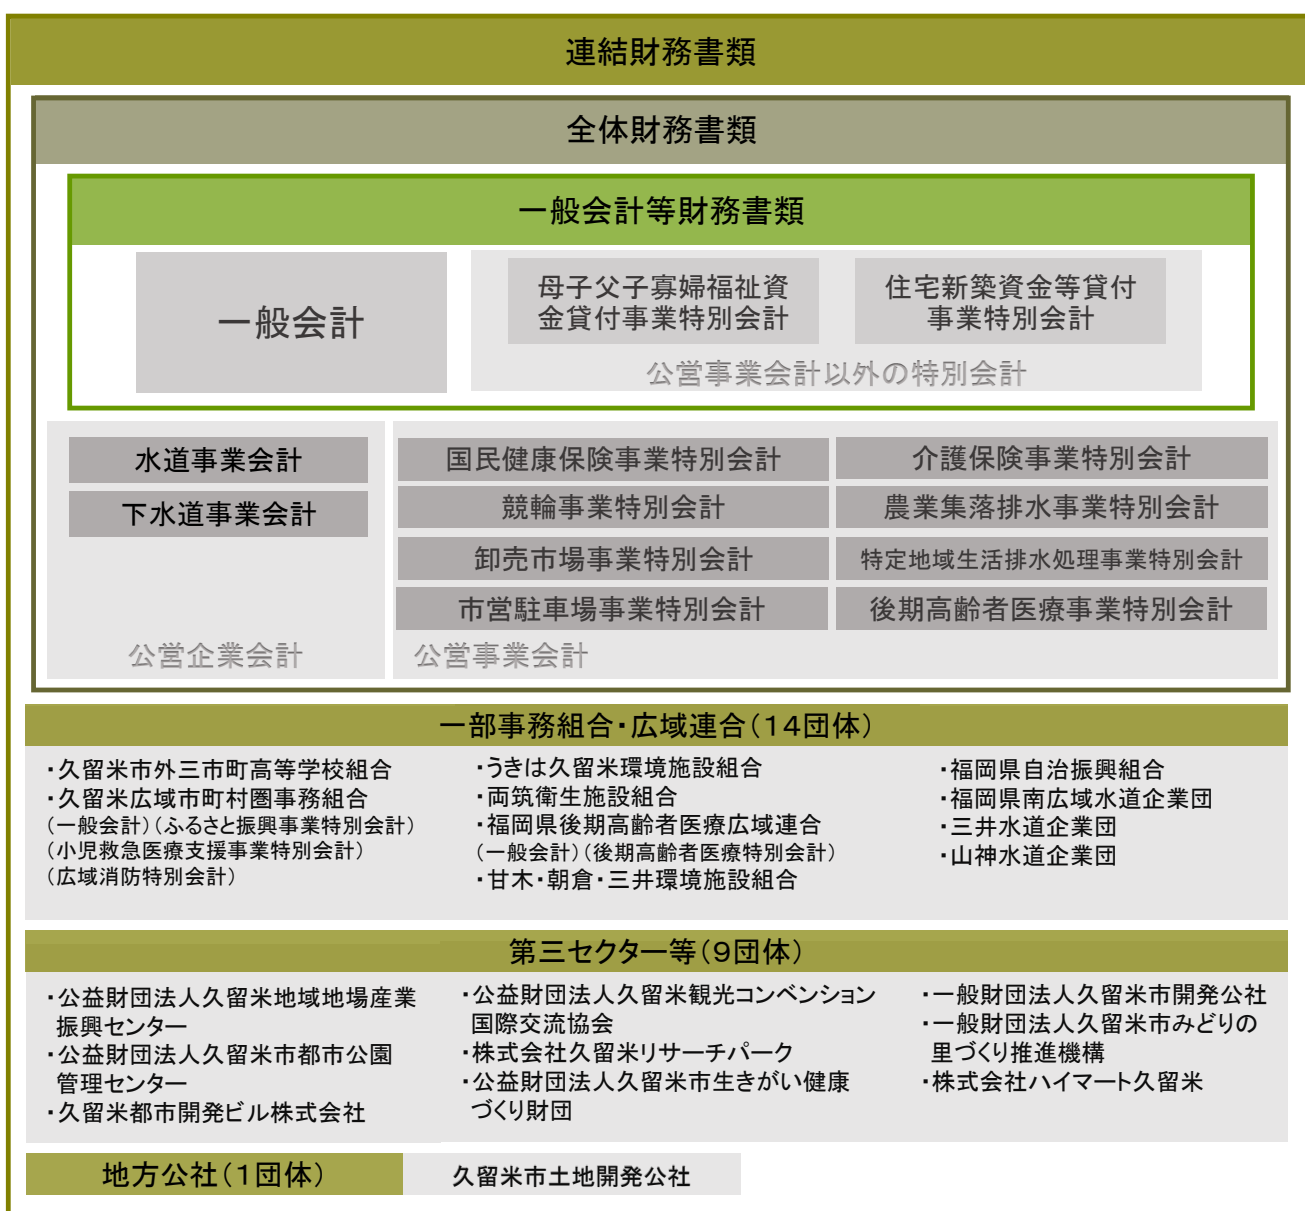 連結財務書類
全体財務書類
一般会計等財務書類
一般会計
母子父子寡婦福祉資
金貸付事業特別会計
住宅新築資金等貸付
事業特別会計
公営事業会計以外の特別会計
水道事業会計
下水道事業会計
公営企業会計
国民健康保険事業特別会計
介護保険事業特別会計
競輪事業特別会計
農業集落排水事業特別会計
卸売市場事業特別会計
特定地域生活排水処理事業特別会計
市営駐車場事業特別会計
後期高齢者医療事業特別会計
公営事業会計
一部事務組合・広域連合(14団体)
・久留米市外三市町高等学校組合
・久留米広域市町村圏事務組合
(一般会計)(ふるさと振興事業特別会計)
(小児救急医療支援事業特別会計)
(広域消防特別会計)
・うきは久留米環境施設組合
・両筑衛生施設組合
・福岡県後期高齢者医療広域連合
(一般会計)(後期高齢者医療特別会計)
・甘木・朝倉・三井環境施設組合
・福岡県自治振興組合
・福岡県南広域水道企業団
・三井水道企業団
・山神水道企業団
第三セクター等(9団体)
・公益財団法人久留米地域地場産業
振興センター
・公益財団法人久留米市都市公園
管理センター
・久留米都市開発ビル株式会社
・公益財団法人久留米観光コンベンション
国際交流協会
・株式会社久留米リサーチパーク
・公益財団法人久留米市生きがい健康
づくり財団
・一般財団法人久留米市開発公社
・一般財団法人久留米市みどりの
里づくり推進機構
・株式会社ハイマート久留米
地方公社(1団体)
久留米市土地開発公社